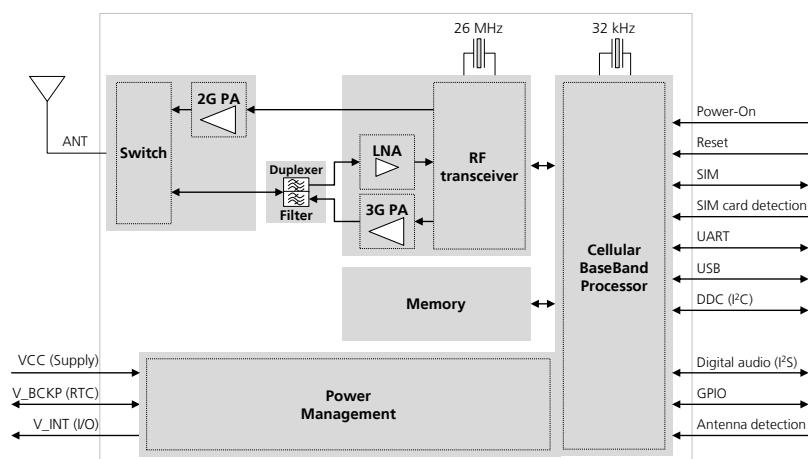 26 MHz
32 kHz
2G PA
ANT
Switch
LNA
RF
transceiver
Duplexer
Filter
3G PA
Memory
Cellular
BaseBand
Processor
Power-On
Reset
SIM
SIM card detection
UART
USB
DDC (I²C)
Digital audio (I²S)
GPIO
Antenna detection
VCC (Supply)
V_BCKP (RTC)
V_INT (I/O)
Power
Management